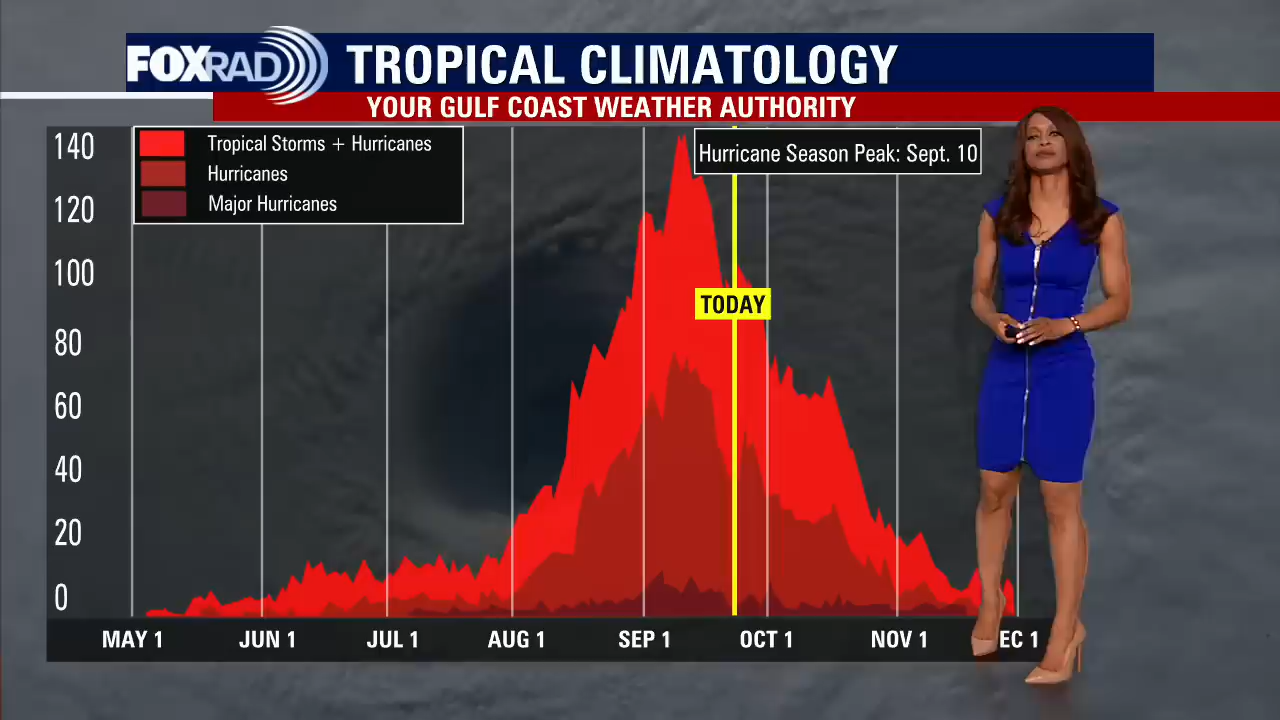 FOXRAD TROPICAL CLIMATOLOGY
YOUR GULF COAST WEATHER AUTHORITY
140
120
100
80
60
40
20
0
Tropical Storms + Hurricanes
Hurricanes
Major Hurricanes
Hurricane Season Peak: Sept. 10
TODAY
MAY 1 JUN 1 JUL 1 AUG 1 SEP 1 OCT 1 NOV 1 EC 1